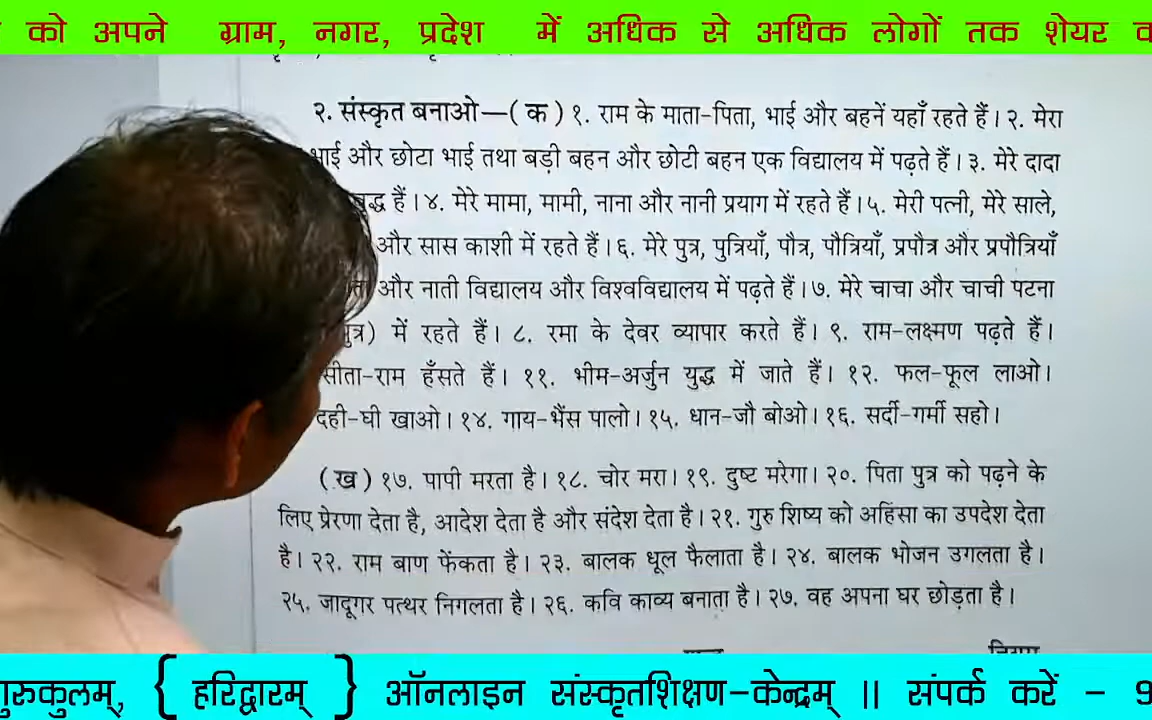 को अपने ग्राम, नगर, प्रदेश में अधिक से अधिक लोगों तक शेयर
२. संस्कृत बनाओ—( क ) १. राम के माता-पिता, भाई और बहनें यहाँ रहते हैं। २. मेरा
भाई और छोटा भाई तथा बड़ी बहन और छोटी बहन एक विद्यालय में पढ़ते हैं। ३. मेरे दादा
हैं। ४. मेरे मामा, मामी, नाना और नानी प्रयाग में रहते हैं। ५. मेरी पत्नी, मेरे साले,
और सास काशी में रहते हैं। ६. मेरे पुत्र, पुत्रियाँ, पौत्र, पौत्रियाँ, प्रपौत्र और प्रपौत्रियाँ
और नाती विद्यालय और विश्वविद्यालय में पढ़ते हैं। ७. मेरे चाचा और चाची पटना
में रहते हैं। ८. रमा के देवर व्यापार करते हैं। ९. राम-लक्ष्मण पढ़ते हैं।
सीता-राम हँसते हैं। ११. भीम-अर्जुन युद्ध में जाते हैं। १२. फल-फूल लाओ।
दही-घी खाओ। १४. गाय-भैंस पालो। १५. धान-जौ बोओ। १६. सर्दी-गर्मी सहो।
( ख ) १७. पापी मरता है। १८. चोर मरा। १९. दुष्ट मरेगा। २०. पिता पुत्र को पढ़ने के
लिए प्रेरणा देता है, आदेश देता है और संदेश देता है। २१. गुरु शिष्य को अहिंसा का उपदेश देता
है। २२. राम बाण फेंकता है। २३. बालक धूल फैलाता है। २४. बालक भोजन उगलता है।
२५. जादूगर पत्थर निगलता है। २६. कवि काव्य बनाता है। २७. वह अपना घर छोड़ता है।
गुरुकुलम्, { हरिद्वारम् } ऑनलाइन संस्कृतशिक्षण-केन्द्रम् || संपर्क करें - 9